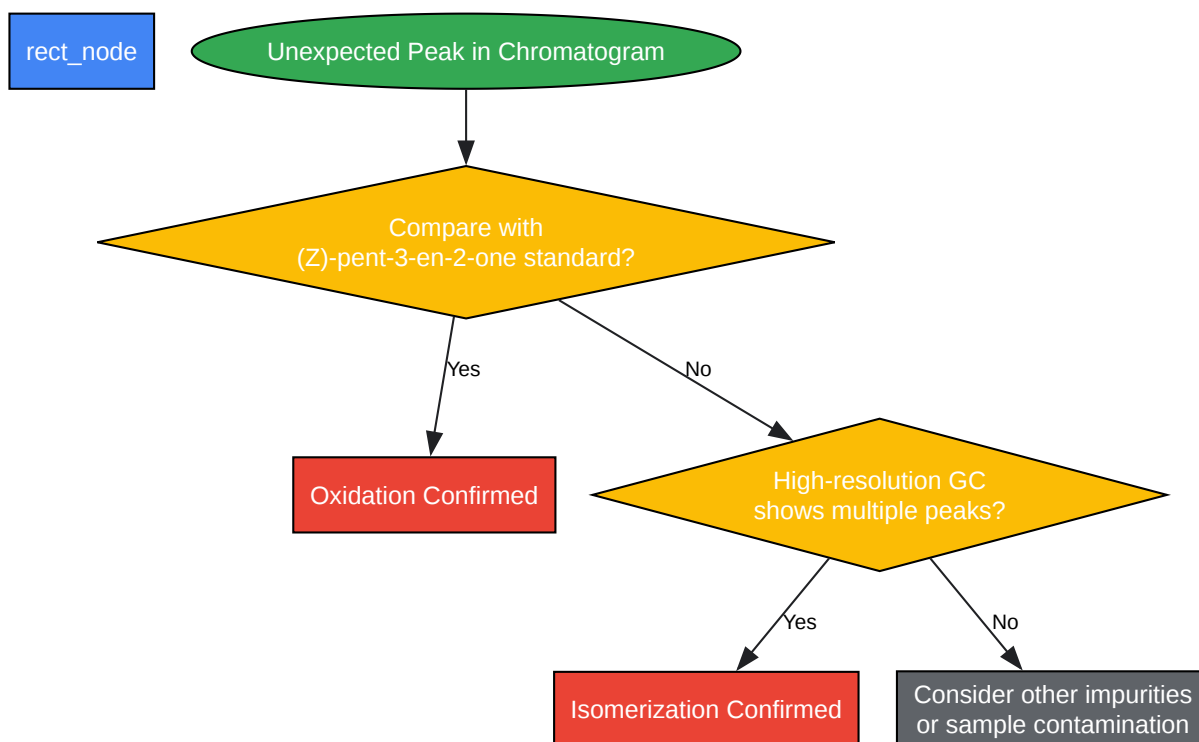 rect_node
Unexpected Peak in Chromatogram
Compare with
(Z)-pent-3-en-2-one standard?
Yes
No
Oxidation Confirmed
High-resolution GC
shows multiple peaks?
Yes
No
Isomerization Confirmed
Consider other impurities
or sample contamination